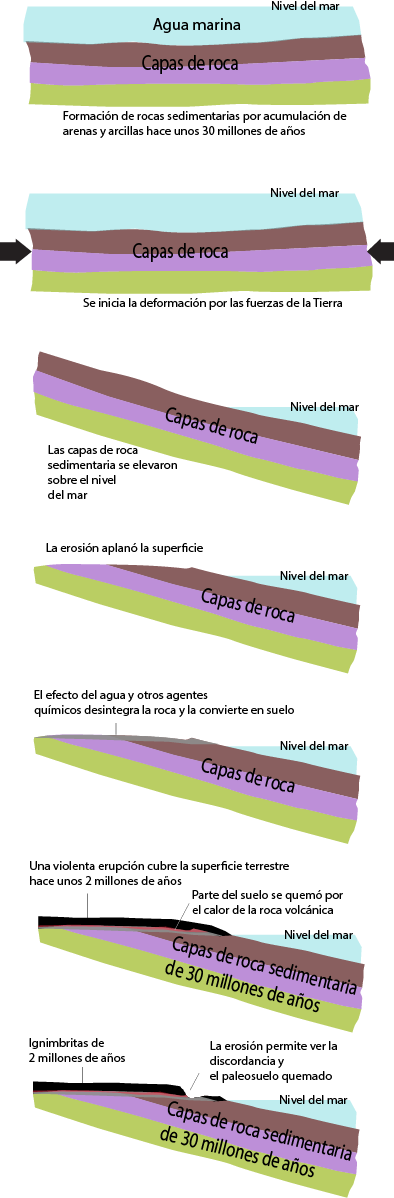 Nivel del mar
Agua marina
Capas de roca
Formación de rocas sedimentarias por acumulación de
arenas y arcillas hace unos 30 millones de años
Nivel del mar
Capas de roca
Se inicia la deformación por las fuerzas de la Tierra
Nivel del mar
Capas de roca
Las capas de roca
sedimentaria se elevaron
sobre el nivel
del mar
La erosión aplanó la superficie
Nivel del mar
Capas de roca
El efecto del agua y otros agentes
químicos desintegra la roca y la convierte en suelo
Nivel del mar
Capas de roca
Una violenta erupción cubre la superficie terrestre
hace unos 2 millones de años
Parte del suelo se quemó por
el calor de la roca volcánica
Nivel del mar
Capas de roca sedimentaria
de 30 millones de años
Ignimbritas de
2 millones de años
La erosión permite ver la
discordancia y
el paleosuelo quemado
Nivel del mar
Capas de roca sedimentaria
de 30 millones de años